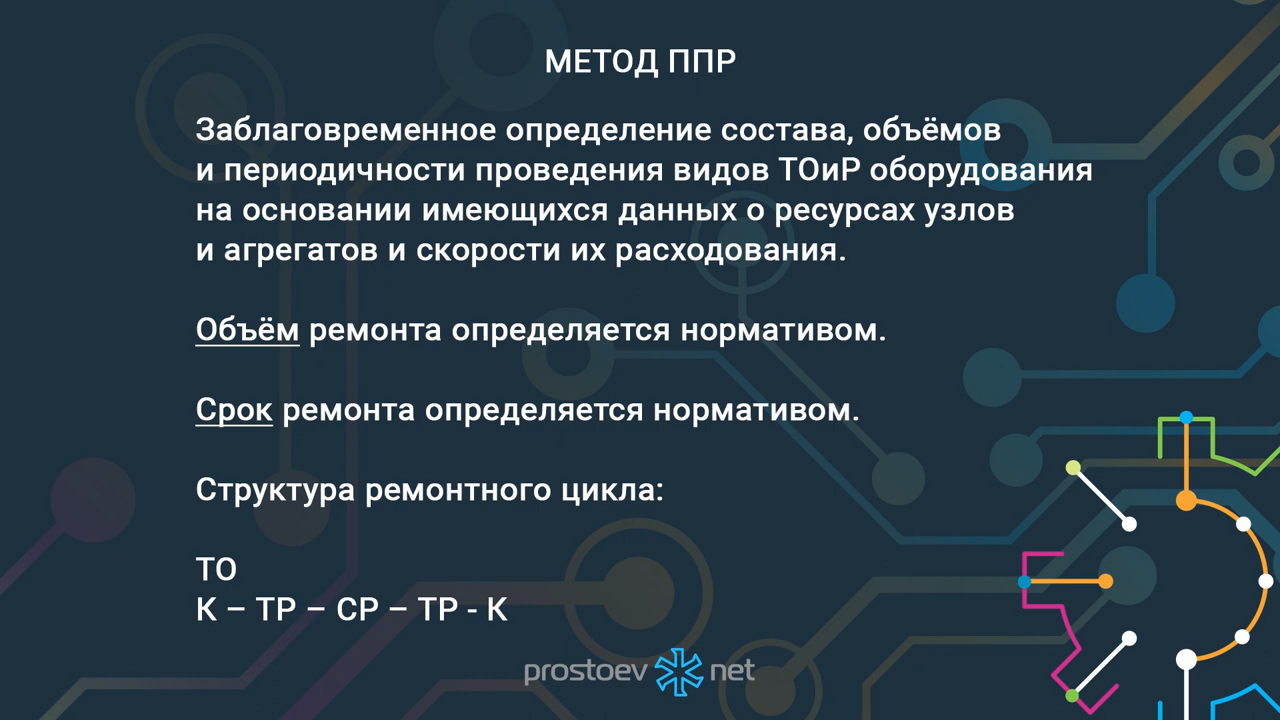 МЕТОД ППР
Заблаговременное определение состава, объёмов
и периодичности проведения видов ТОиР оборудования
на основании имеющихся данных о ресурсах узлов
и агрегатов и скорости их расходования.
Объём ремонта определяется нормативом.
Срок ремонта определяется нормативом.
Структура ремонтного цикла:
ТО
К – ТР – СР – ТР - К
prostoev net